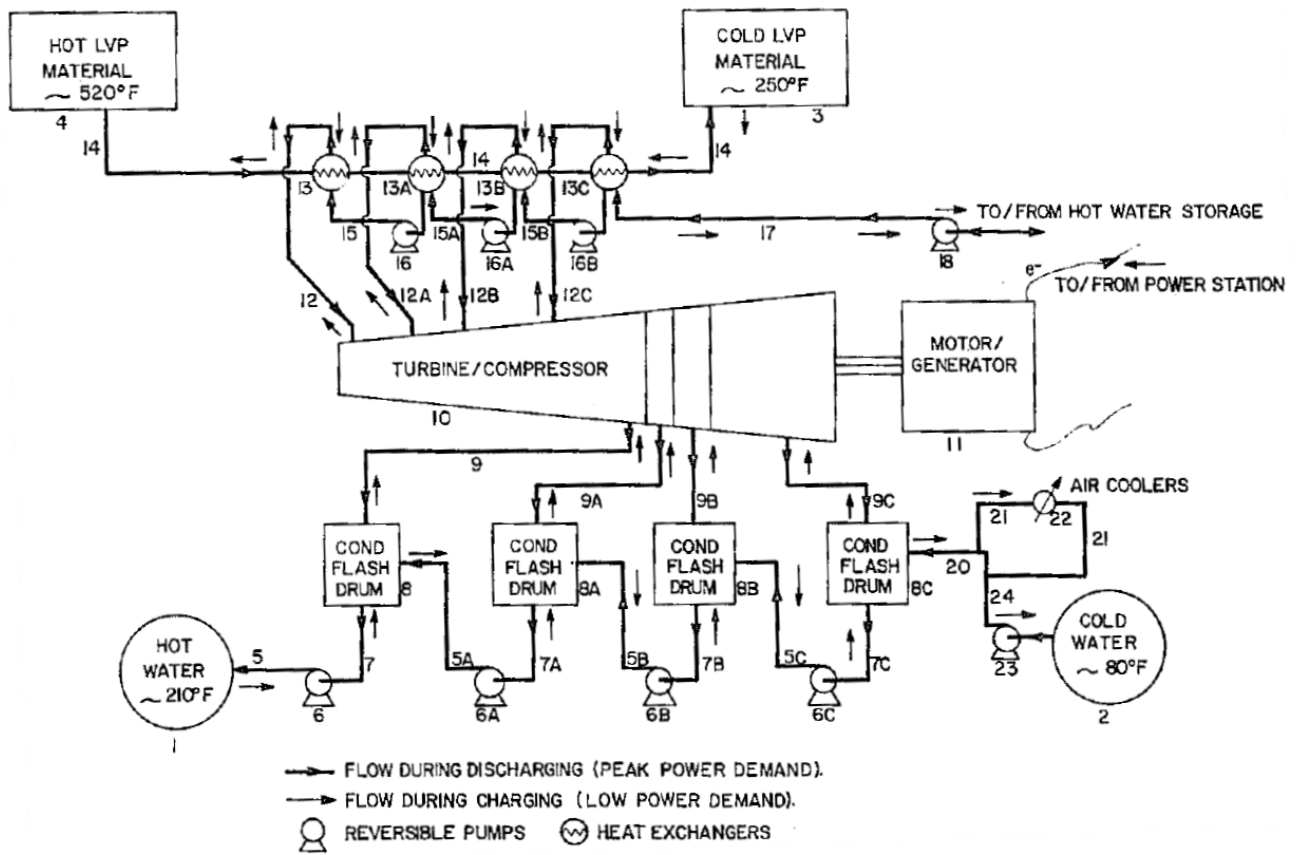 HOT LVP
MATERIAL
~ 520°F
4
COLD LVP
MATERIAL
~ 250°F
3
14
14
13
13A
14
13B
13C
15
15A
15B
16
16A
16B
17
18
TO/FROM HOT WATER STORAGE
e-
TO/FROM POWER STATION
12
12A
12B
12C
TURBINE/COMPRESSOR
10
MOTOR/
GENERATOR
11
9
9A
9B
9C
21
22
AIR COOLERS
21
COND
FLASH
DRUM
8
COND
FLASH
DRUM
8A
COND
FLASH
DRUM
8B
COND
FLASH
DRUM
8C
20
24
HOT
WATER
~ 210°F
1
5
7
5A
7A
5B
7B
5C
7C
6
6A
6B
6C
23
COLD
WATER
~ 80°F
2
FLOW DURING DISCHARGING (PEAK POWER DEMAND).
FLOW DURING CHARGING (LOW POWER DEMAND).
REVERSIBLE PUMPS
HEAT EXCHANGERS